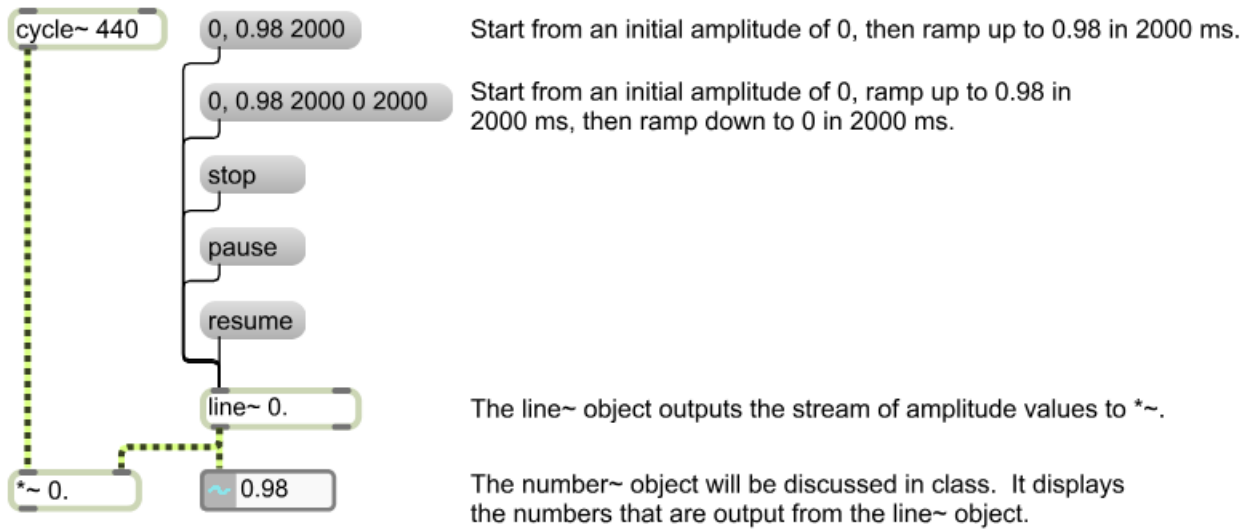 cycle~ 440
0, 0.98 2000
Start from an initial amplitude of 0, then ramp up to 0.98 in 2000 ms.
0, 0.98 2000 0 2000
Start from an initial amplitude of 0, ramp up to 0.98 in
2000 ms, then ramp down to 0 in 2000 ms.
stop
pause
resume
line~ 0.
The line~ object outputs the stream of amplitude values to *~.
*~ 0.
~ 0.98
The number~ object will be discussed in class.  It displays
the numbers that are output from the line~ object.